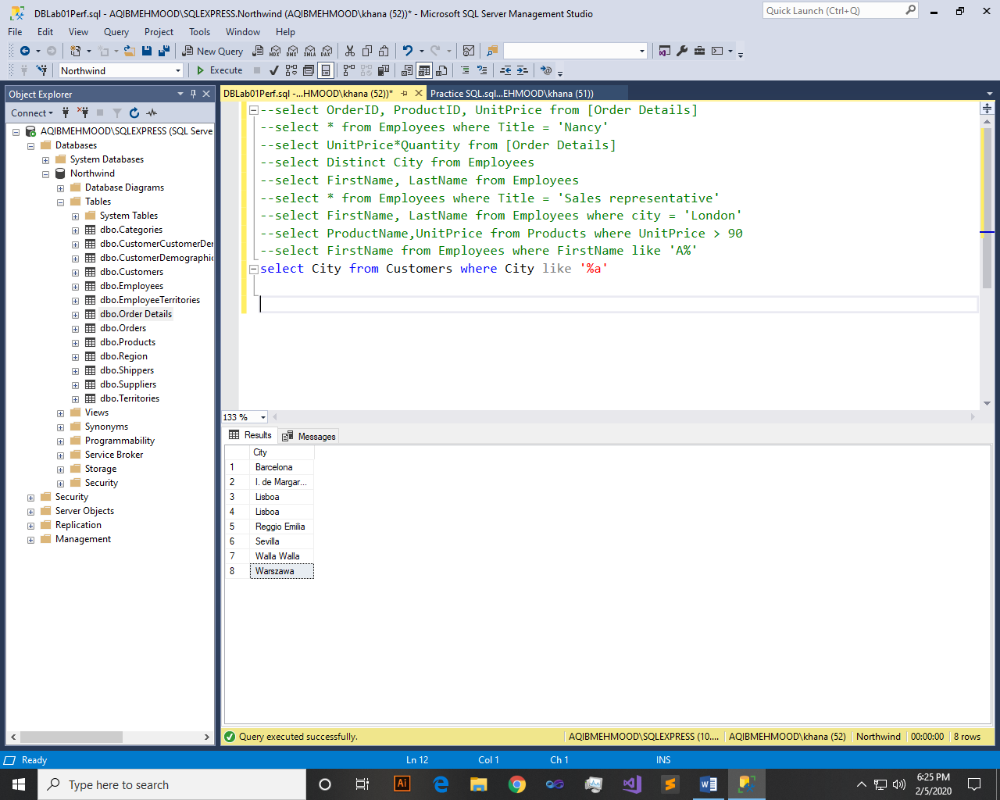 DBLab01Perf.sql - AQIBMEHMOOD\SQLEXPRESS.Northwind (AQIBMEHMOOD\khana (52))* - Microsoft SQL Server Management Studio
Quick Launch (Ctrl+Q)
File Edit View Query Project Tools Window Help
New Query MDX DMX XMLA DAX
Northwind Execute
Object Explorer
DBLab01Perf.sql -...HMOOD\khana (52))*
Practice SQL.sql...EHMOOD\khana (51))
Connect
AQIBMEHMOOD\SQLEXPRESS (SQL Serve
Databases
System Databases
Northwind
Database Diagrams
Tables
System Tables
dbo.Categories
dbo.CustomerCustomerDer
dbo.CustomerDemographic
dbo.Customers
dbo.Employees
dbo.EmployeeTerritories
dbo.Order Details
dbo.Orders
dbo.Products
dbo.Region
dbo.Shippers
dbo.Suppliers
dbo.Territories
Views
Synonyms
Programmability
Service Broker
Storage
Security
Security
Server Objects
Replication
Management
--select OrderID, ProductID, UnitPrice from [Order Details]
--select * from Employees where Title = 'Nancy'
--select UnitPrice*Quantity from [Order Details]
--select Distinct City from Employees
--select FirstName, LastName from Employees
--select * from Employees where Title = 'Sales representative'
--select FirstName, LastName from Employees where city = 'London'
--select ProductName,UnitPrice from Products where UnitPrice > 90
--select FirstName from Employees where FirstName like 'A%'
select City from Customers where City like '%a'
133 %
Results Messages
City
1 Barcelona
2 I. de Margar...
3 Lisboa
4 Lisboa
5 Reggio Emilia
6 Sevilla
7 Walla Walla
8 Warszawa
Query executed successfully.
AQIBMEHMOOD\SQLEXPRESS (10.... AQIBMEHMOOD\khana (52) Northwind 00:00:00 8 rows
Ready Ln 12 Col 1 Ch 1 INS
Type here to search
Ai
6:25 PM
2/5/2020